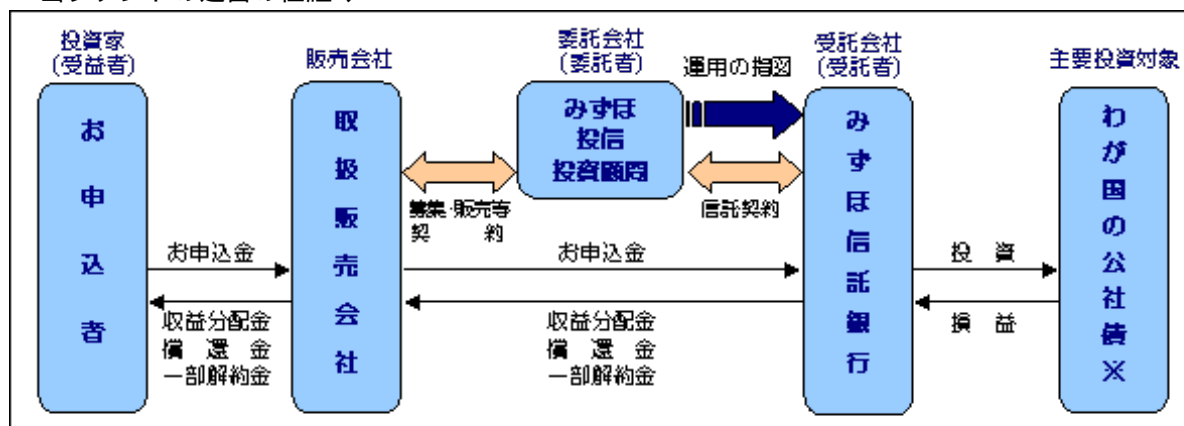 投資家
(受益者)
お申込者
販売会社
取扱販売会社
委託会社
(委託者)
みずほ
投信
投資顧問
運用の指図
受託会社
(受託者)
みずほ信託銀行
主要投資対象
わが国の公社債※
募集・販売等
契 約
信託契約
お申込金
お申込金
投 資
収益分配金
償 還 金
一部解約金
収益分配金
償 還 金
一部解約金
損 益